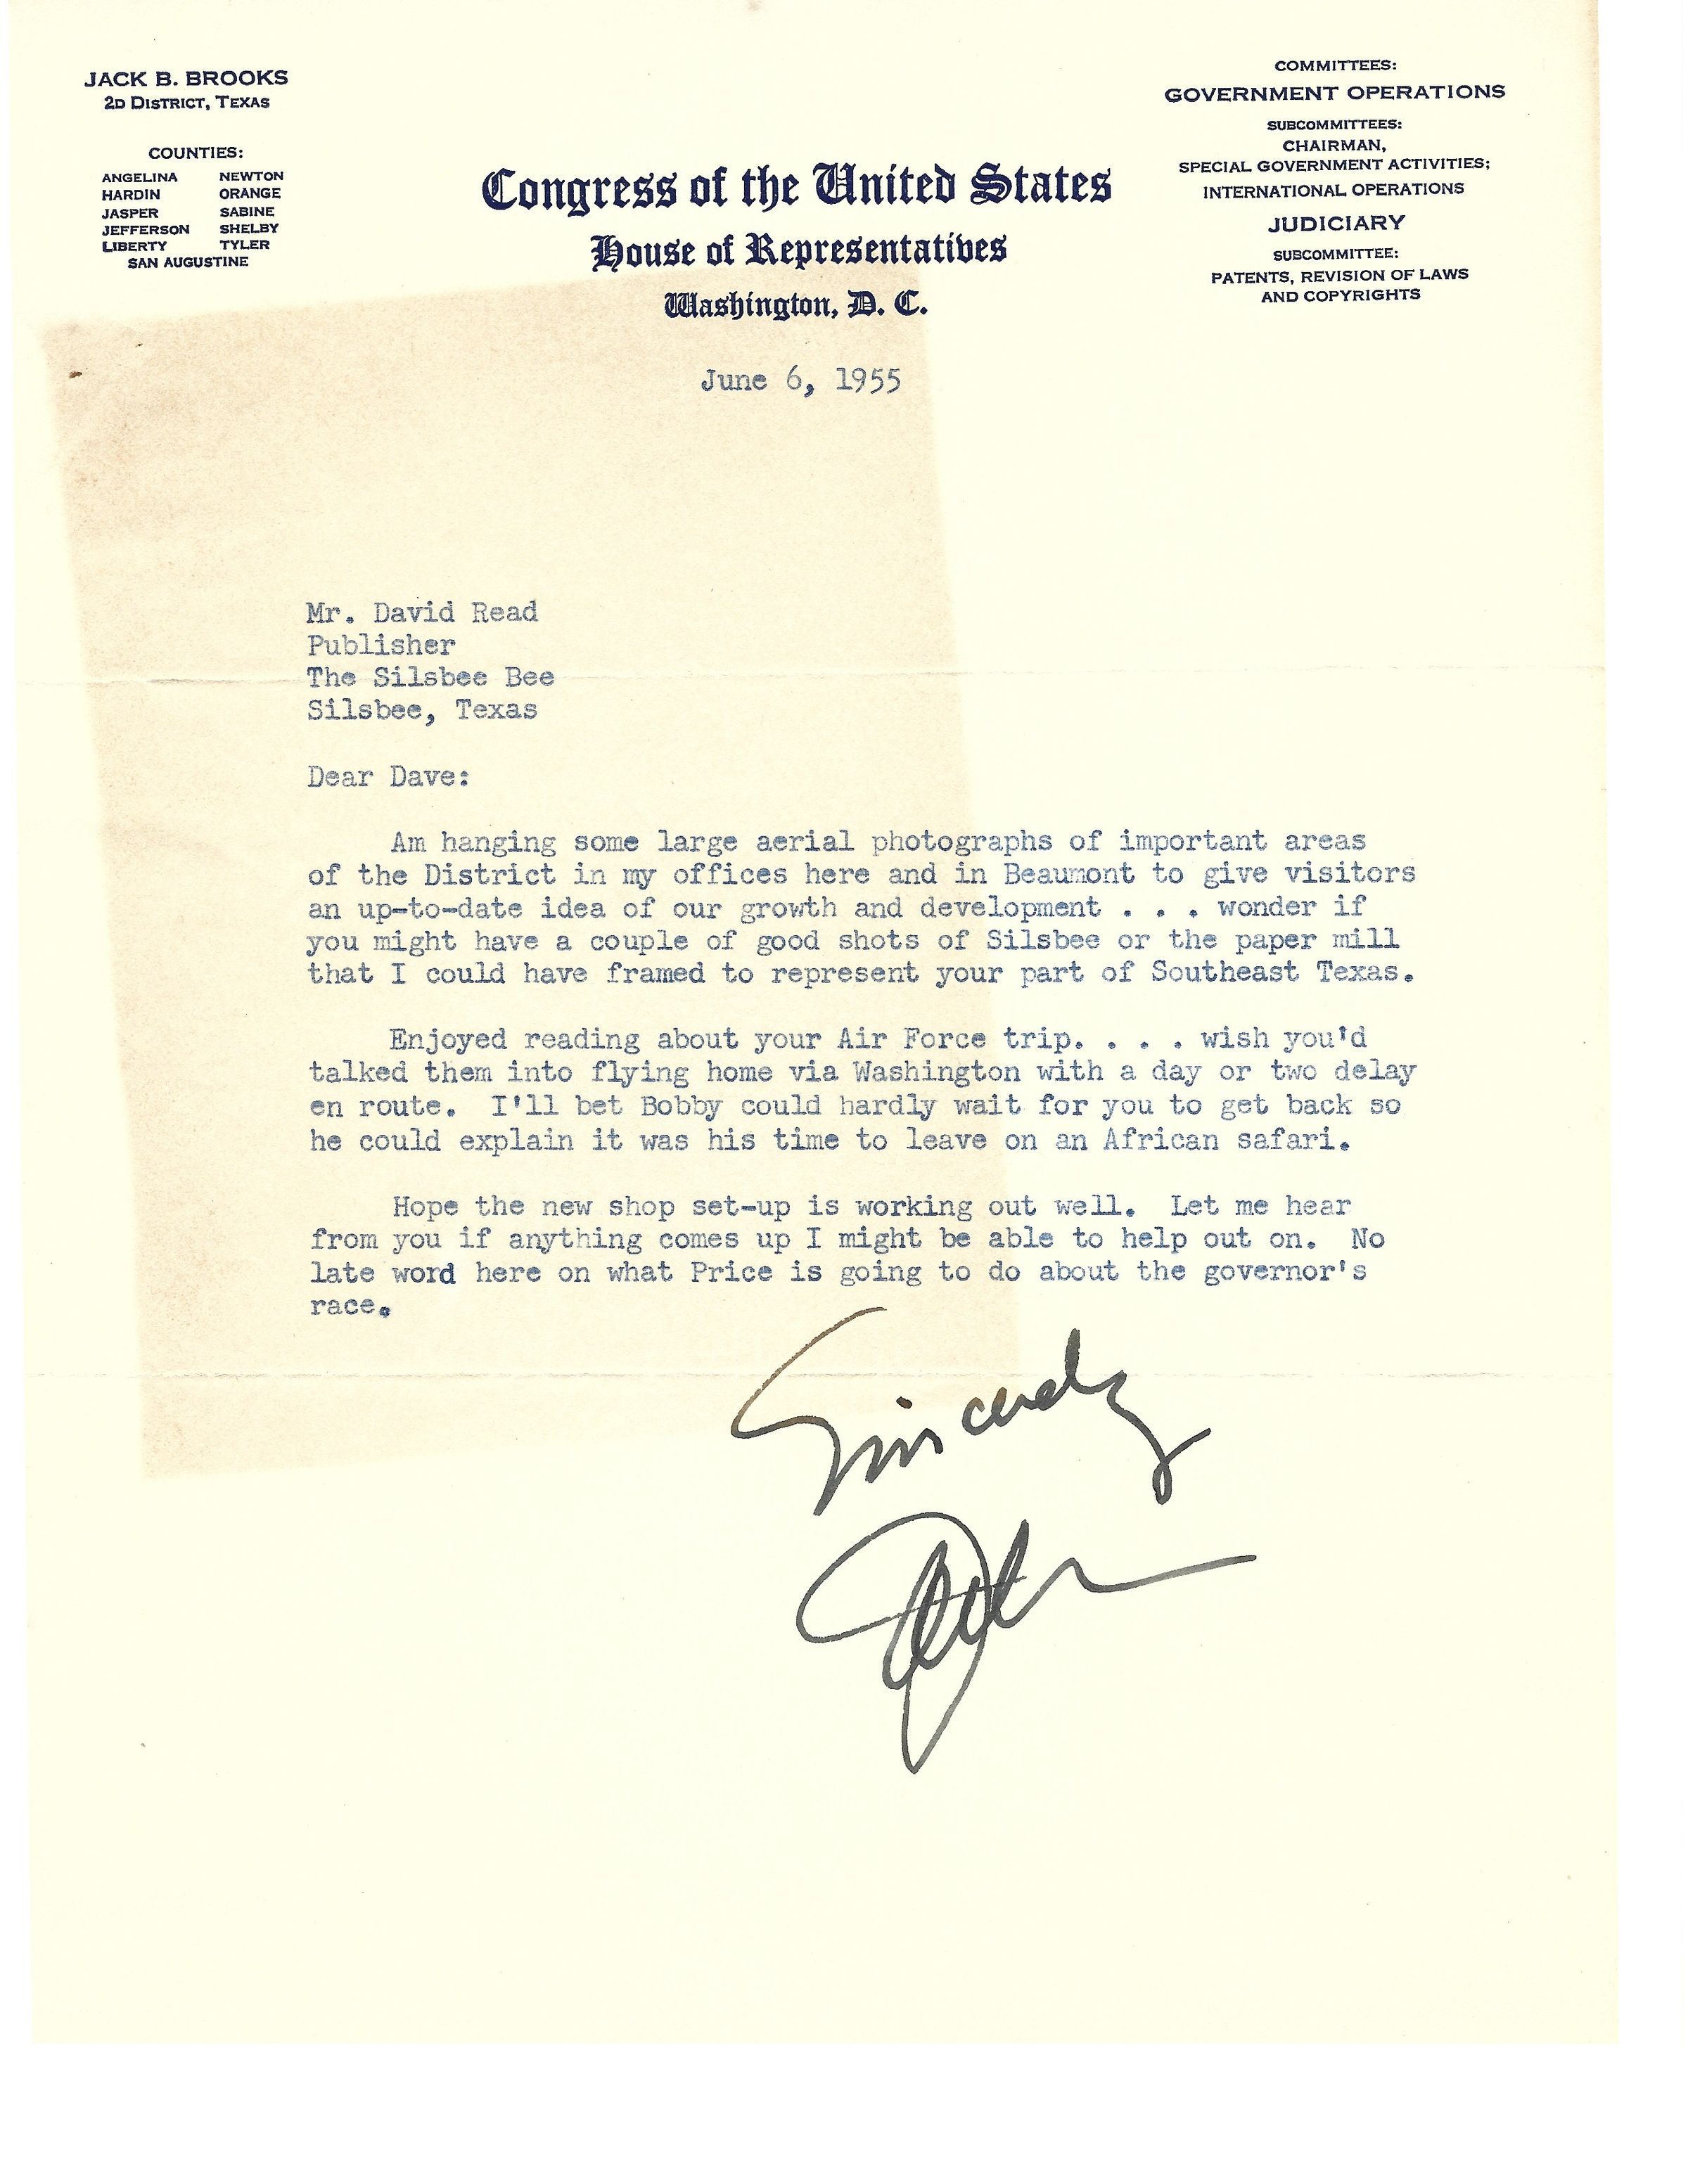 JACK B. BROOKS
2D DISTRICT, TEXAS
COUNTIES:
ANGELINA NEWTON
HARDIN ORANGE
JASPER SABINE
JEFFERSON SHELBY
LIBERTY TYLER
SAN AUGUSTINE
COMMITTEES:
GOVERNMENT OPERATIONS
SUBCOMMITTEES:
CHAIRMAN,
SPECIAL GOVERNMENT ACTIVITIES;
INTERNATIONAL OPERATIONS
JUDICIARY
SUBCOMMITTEE:
PATENTS, REVISION OF LAWS
AND COPYRIGHTS
Congress of the United States
House of Representatives
Washington, D. C.
June 6, 1955
Mr. David Read
Publisher
The Silsbee Bee
Silsbee, Texas
Dear Dave:
Am hanging some large aerial photographs of important areas
of the District in my offices here and in Beaumont to give visitors
an up-to-date idea of our growth and development . . . wonder if
you might have a couple of good shots of Silsbee or the paper mill
that I could have framed to represent your part of Southeast Texas.
Enjoyed reading about your Air Force trip. . . . wish you'd
talked them into flying home via Washington with a day or two delay
en route. I'll bet Bobby could hardly wait for you to get back so
he could explain it was his time to leave on an African safari.
Hope the new shop set-up is working out well. Let me hear
from you if anything comes up I might be able to help out on. No
late word here on what Price is going to do about the governor's
race.
Sincerely